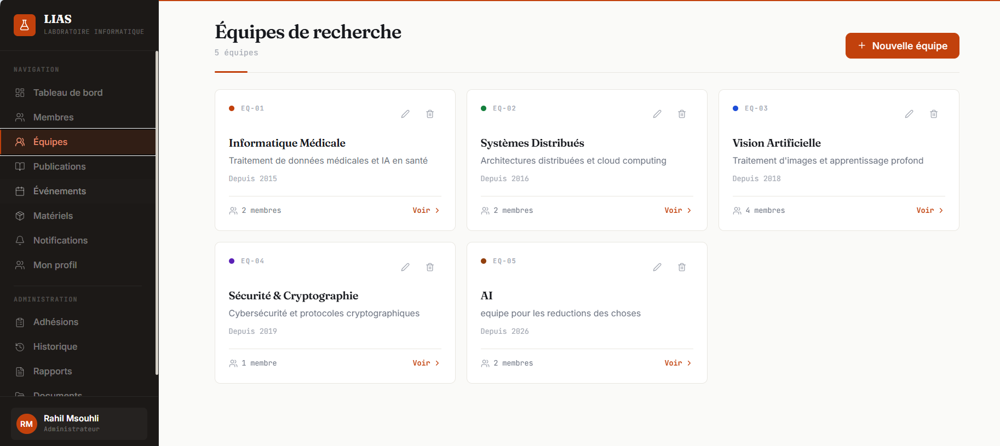 LIAS
LABORATOIRE INFORMATIQUE
NAVIGATION
Tableau de bord
Membres
Équipes
Publications
Événements
Matériels
Notifications
Mon profil
ADMINISTRATION
Adhésions
Historique
Rapports
Documents
RM
Rahil Msouhli
Administrateur
Équipes de recherche
5 équipes
+ Nouvelle équipe
EQ-01
Informatique Médicale
Traitement de données médicales et IA en santé
Depuis 2015
2 membres
Voir >
EQ-02
Systèmes Distribués
Architectures distribuées et cloud computing
Depuis 2016
2 membres
Voir >
EQ-03
Vision Artificielle
Traitement d'images et apprentissage profond
Depuis 2018
4 membres
Voir >
EQ-04
Sécurité & Cryptographie
Cybersécurité et protocoles cryptographiques
Depuis 2019
1 membre
Voir >
EQ-05
AI
equipe pour les reductions des choses
Depuis 2026
2 membres
Voir >